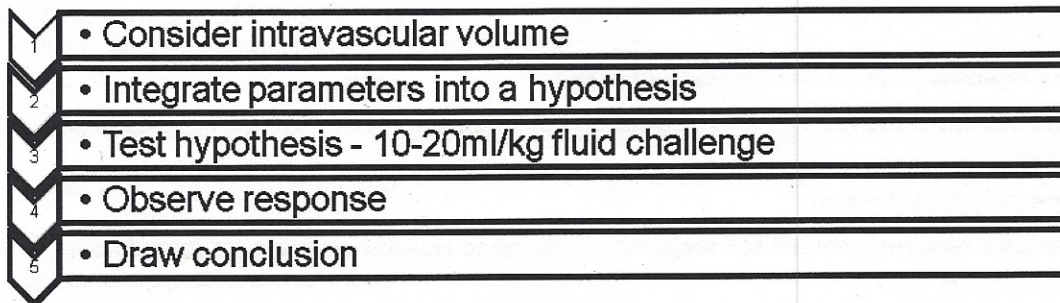 1 • Consider intravascular volume
2 • Integrate parameters into a hypothesis
3 • Test hypothesis - 10-20ml/kg fluid challenge
4 • Observe response
5 • Draw conclusion